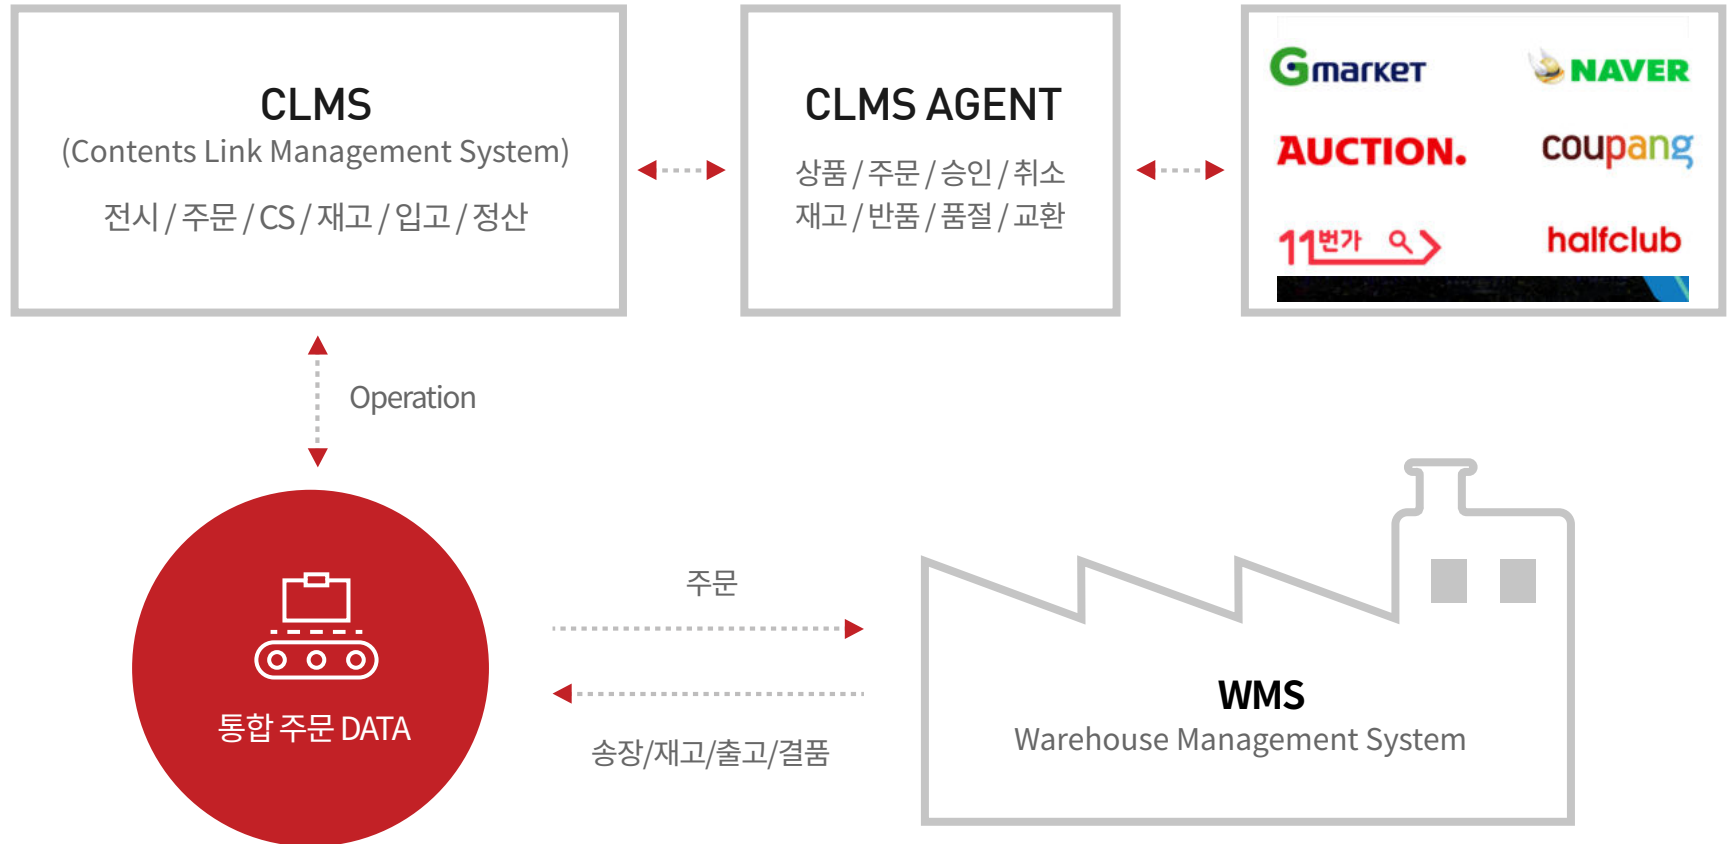 CLMS
(Contents Link Management System)
전시 / 주문 / CS / 재고 / 입고 / 정산
CLMS AGENT
상품 / 주문 / 승인 / 취소
재고 / 반품 / 품절 / 교환
Gmarket
NAVER
AUCTION.
coupang
11번가
halfclub
Operation
통합 주문 DATA
주문
송장/재고/출고/결품
WMS
Warehouse Management System